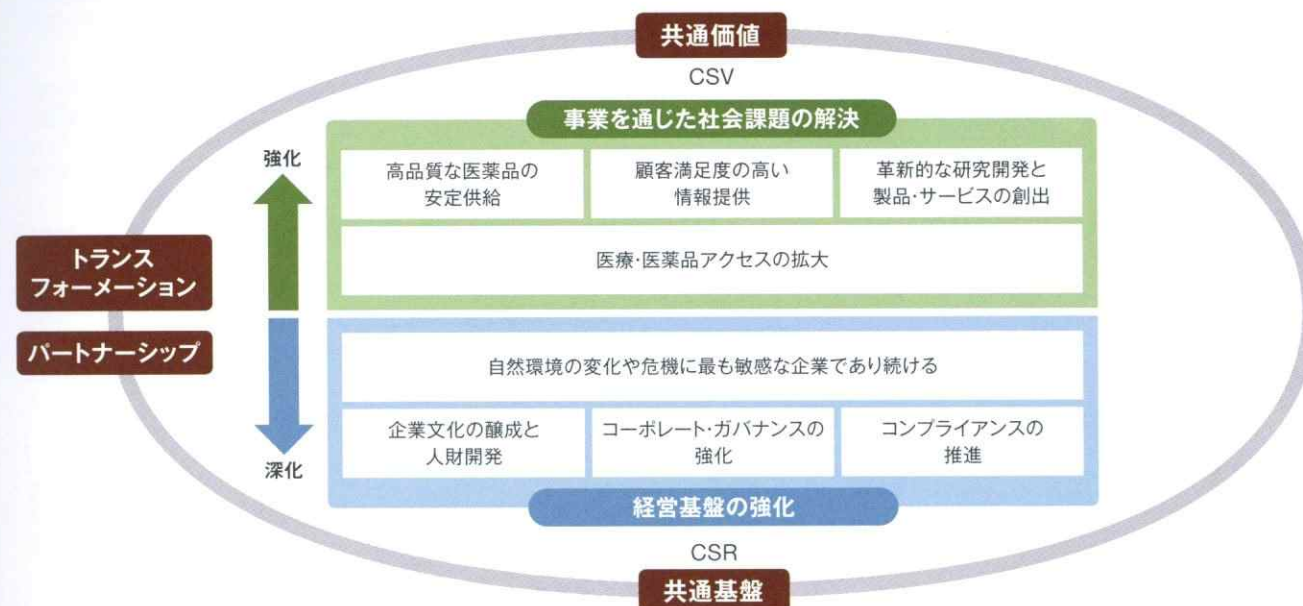 共通価値
CSV
事業を通じた社会課題の解決
強化
高品質な医薬品の
安定供給
顧客満足度の高い
情報提供
革新的な研究開発と
製品・サービスの創出
医療・医薬品アクセスの拡大
トランス
フォーメーション
パートナーシップ
自然環境の変化や危機に最も敏感な企業であり続ける
企業文化の醸成と
人財開発
コーポレート・ガバナンスの
強化
コンプライアンスの
推進
深化
経営基盤の強化
CSR
共通基盤